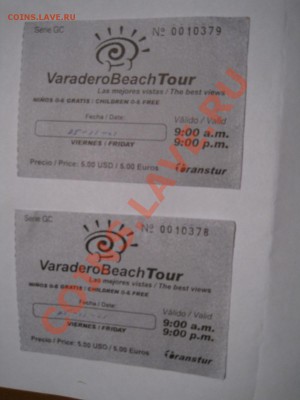 COINS.LAVE.RU
Serie GC
№ 0010379
VaraderoBeachTour
Las mejores vistas / The best views
NIÑOS 0-6 GRATIS / CHILDREN 0-6 FREE
Fecha / Date:
Válido / Valid
9:00 a.m.
VIERNES / FRIDAY
9:00 p.m.
Precio / Price: 5.00 USD / 5.00 Euros
Transtur
Serie GC
№ 0010378
VaraderoBeachTour
Las mejores vistas / The best views
NIÑOS 0-6 GRATIS / CHILDREN 0-6 FREE
Fecha / Date:
Válido / Valid
9:00 a.m.
VIERNES / FRIDAY
9:00 p.m.
Precio / Price: 5.00 USD / 5.00 Euros
Transtur
COINS.LAVE.RU